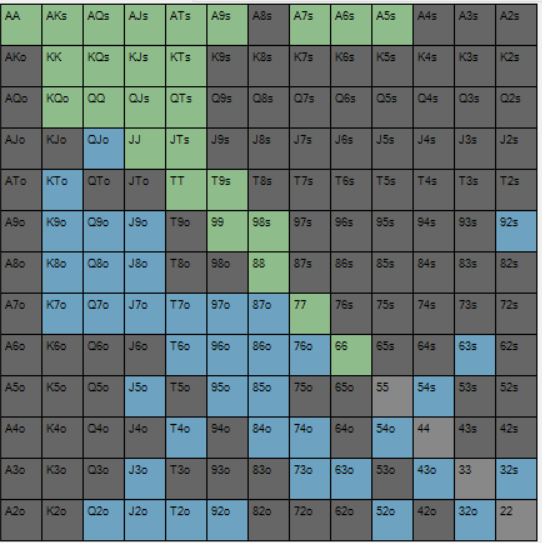 AA AKs AQs AJs ATs A9s A8s A7s A6s A5s A4s A3s A2s
AKo KK KQs KJs KTs K9s K8s K7s K6s K5s K4s K3s K2s
AQo KQo QQ QJs QTs Q9s Q8s Q7s Q6s Q5s Q4s Q3s Q2s
AJo KJo QJo JJ JTs J9s J8s J7s J6s J5s J4s J3s J2s
ATo KTo QTo JTo TT T9s T8s T7s T6s T5s T4s T3s T2s
A9o K9o Q9o J9o T9o 99 98s 97s 96s 95s 94s 93s 92s
A8o K8o Q8o J8o T8o 98o 88 87s 86s 85s 84s 83s 82s
A7o K7o Q7o J7o T7o 97o 87o 77 76s 75s 74s 73s 72s
A6o K6o Q6o J6o T6o 96o 86o 76o 66 65s 64s 63s 62s
A5o K5o Q5o J5o T5o 95o 85o 75o 65o 55 54s 53s 52s
A4o K4o Q4o J4o T4o 94o 84o 74o 64o 54o 44 43s 42s
A3o K3o Q3o J3o T3o 93o 83o 73o 63o 53o 43o 33 32s
A2o K2o Q2o J2o T2o 92o 82o 72o 62o 52o 42o 32o 22